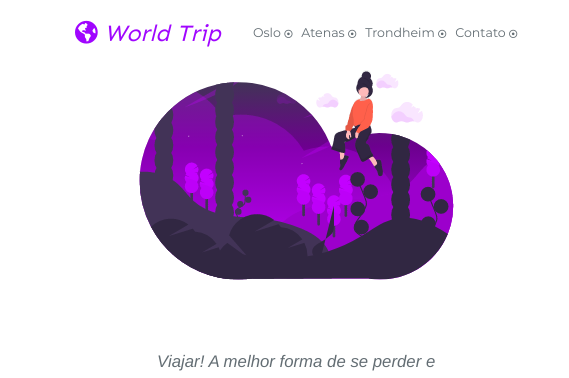 World Trip
Oslo Atenas Trondheim Contato
Viajar! A melhor forma de se perder e